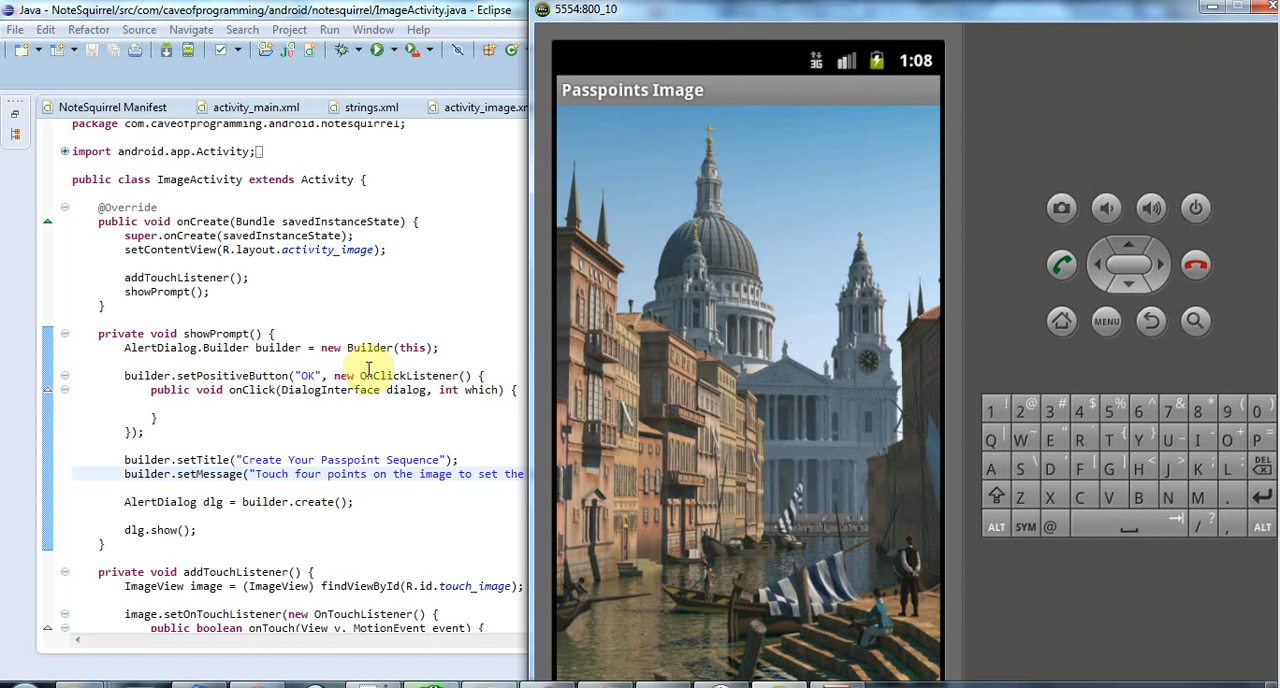 Java - NoteSquirrel/src/com/caveofprogramming/android/notesquirrel/ImageActivity.java - Eclipse
File Edit Refactor Source Navigate Search Project Run Window Help
NoteSquirrel Manifest activity_main.xml strings.xml activity_image.xm
package com.caveofprogramming.android.notesquirrel;
import android.app.Activity;
public class ImageActivity extends Activity {
@Override
public void onCreate(Bundle savedInstanceState) {
super.onCreate(savedInstanceState);
setContentView(R.layout.activity_image);
addTouchListener();
showPrompt();
}
private void showPrompt() {
AlertDialog.Builder builder = new Builder(this);
builder.setPositiveButton("OK", new OnClickListener() {
public void onClick(DialogInterface dialog, int which) {
}
});
builder.setTitle("Create Your Passpoint Sequence");
builder.setMessage("Touch four points on the image to set the
AlertDialog dlg = builder.create();
dlg.show();
}
private void addTouchListener() {
ImageView image = (ImageView) findViewById(R.id.touch_image);
image.setOnTouchListener(new OnTouchListener() {
public boolean onTouch(View v, MotionEvent event) {
5554:800_10
3G 1:08
Passpoints Image
MENU
1 ! 2 @ 3 # 4 $ 5 % 6 ^ 7 & 8 * 9 ( 0 )
Q W ~ E R T { Y } U - I - O + P =
A S D F [ G ] H J < K L DEL
Z X C V B N M .
ALT SYM @ / ? , ALT